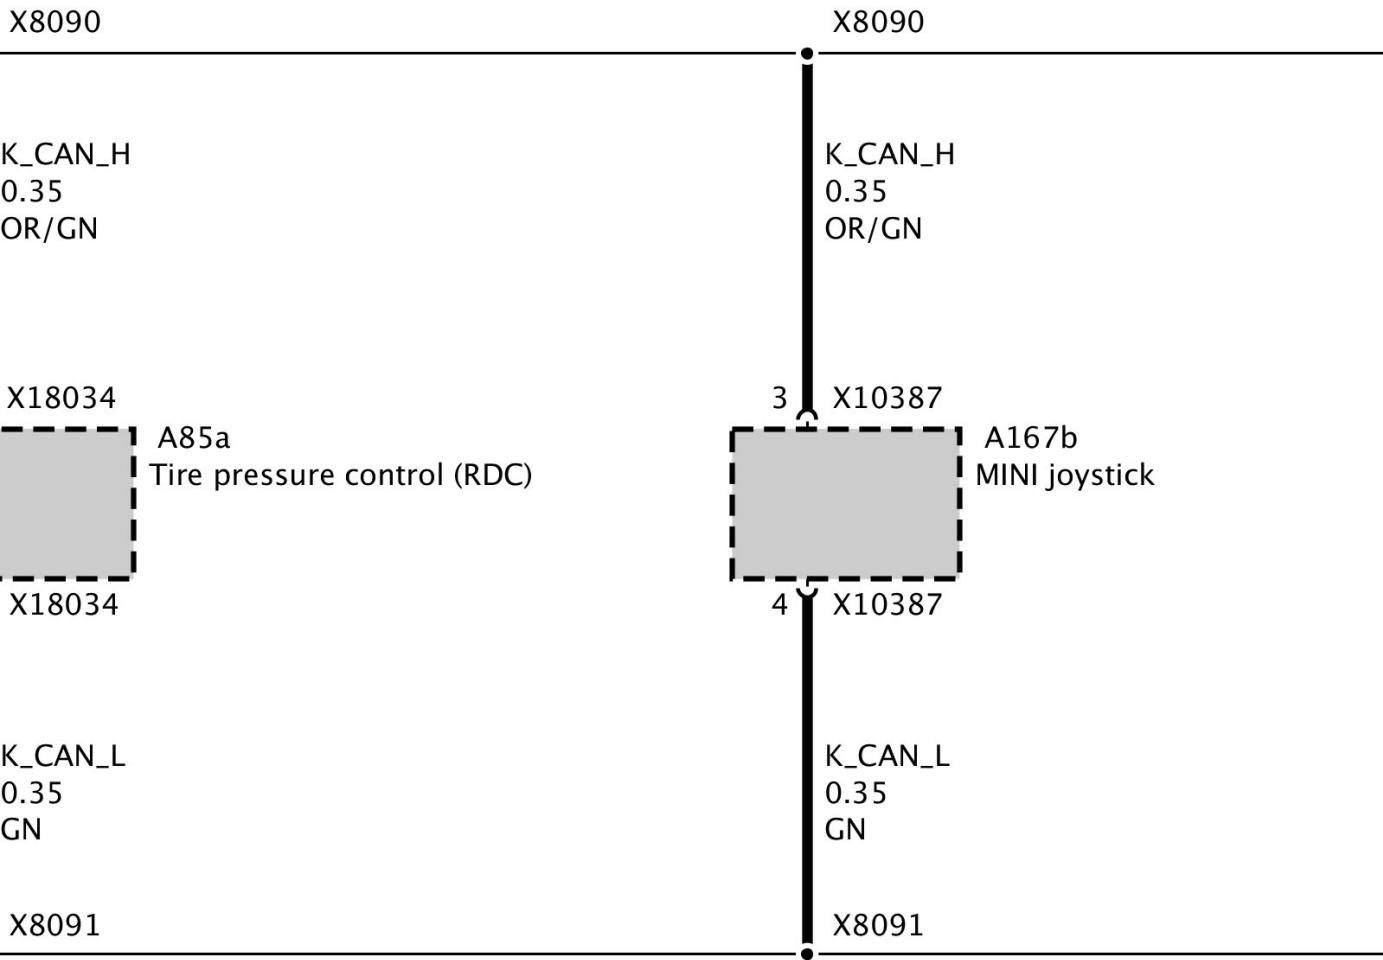 X8090
X8090
K_CAN_H
0.35
OR/GN
K_CAN_H
0.35
OR/GN
X18034
3
X10387
A85a
Tire pressure control (RDC)
A167b
MINI joystick
X18034
4
X10387
K_CAN_L
0.35
GN
K_CAN_L
0.35
GN
X8091
X8091